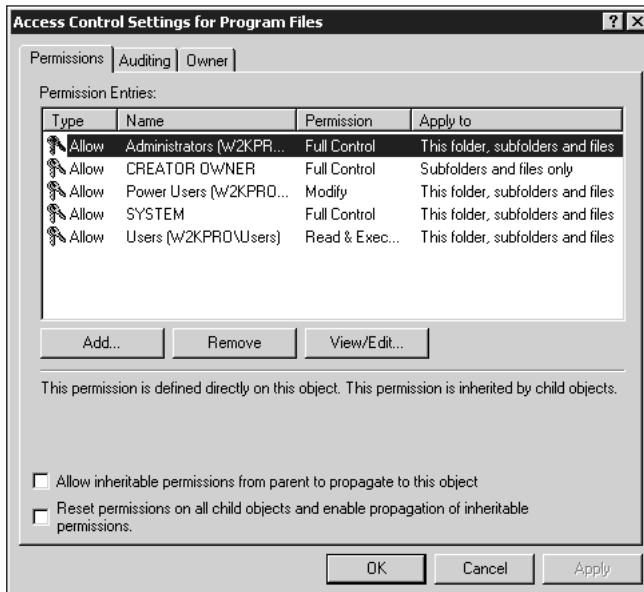 Access Control Settings for Program Files
Permissions Auditing Owner
Permission Entries:
Type Name Permission Apply to
Allow Administrators (W2KPR... Full Control This folder, subfolders and files
Allow CREATOR OWNER Full Control Subfolders and files only
Allow Power Users (W2KPRO... Modify This folder, subfolders and files
Allow SYSTEM Full Control This folder, subfolders and files
Allow Users (W2KPRO\Users) Read & Exec... This folder, subfolders and files
Add... Remove View/Edit...
This permission is defined directly on this object. This permission is inherited by child objects.
Allow inheritable permissions from parent to propagate to this object
Reset permissions on all child objects and enable propagation of inheritable
permissions.
OK Cancel Apply